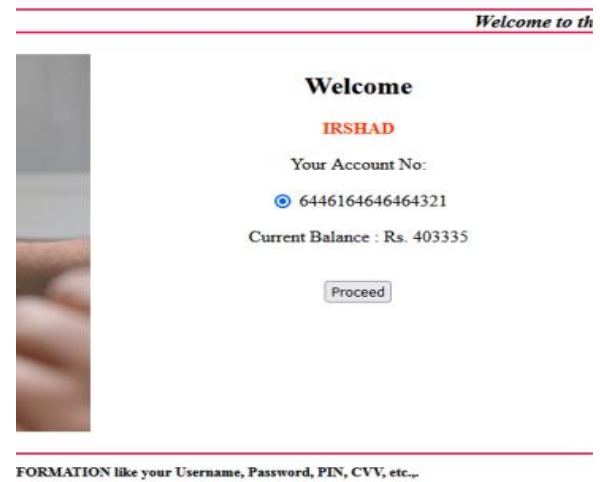 Welcome to th
Welcome
IRSHAD
Your Account No:
6446164646464321
Current Balance : Rs. 403335
Proceed
FORMATION like your Username, Password, PIN, CVV, etc.,.